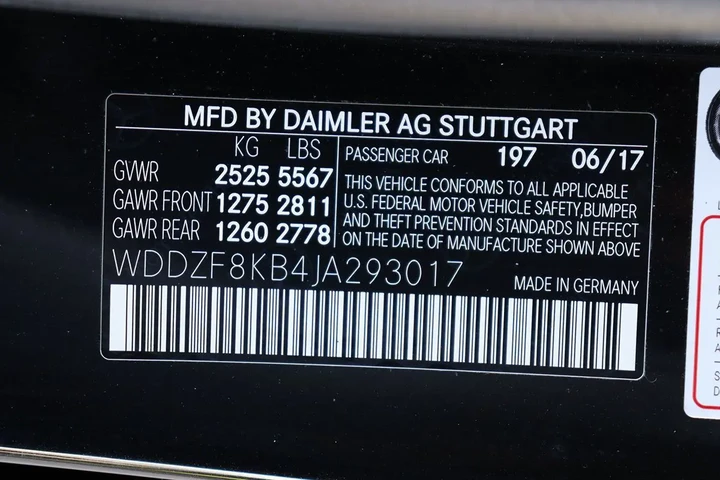 MFD BY DAIMLER AG STUTTGART
KG LBS
GVWR 2525 5567
GAWR FRONT 1275 2811
GAWR REAR 1260 2778
PASSENGER CAR 197 06/17
THIS VEHICLE CONFORMS TO ALL APPLICABLE
U.S. FEDERAL MOTOR VEHICLE SAFETY,BUMPER
AND THEFT PREVENTION STANDARDS IN EFFECT
ON THE DATE OF MANUFACTURE SHOWN ABOVE
WDDZF8KB4JA293017
MADE IN GERMANY